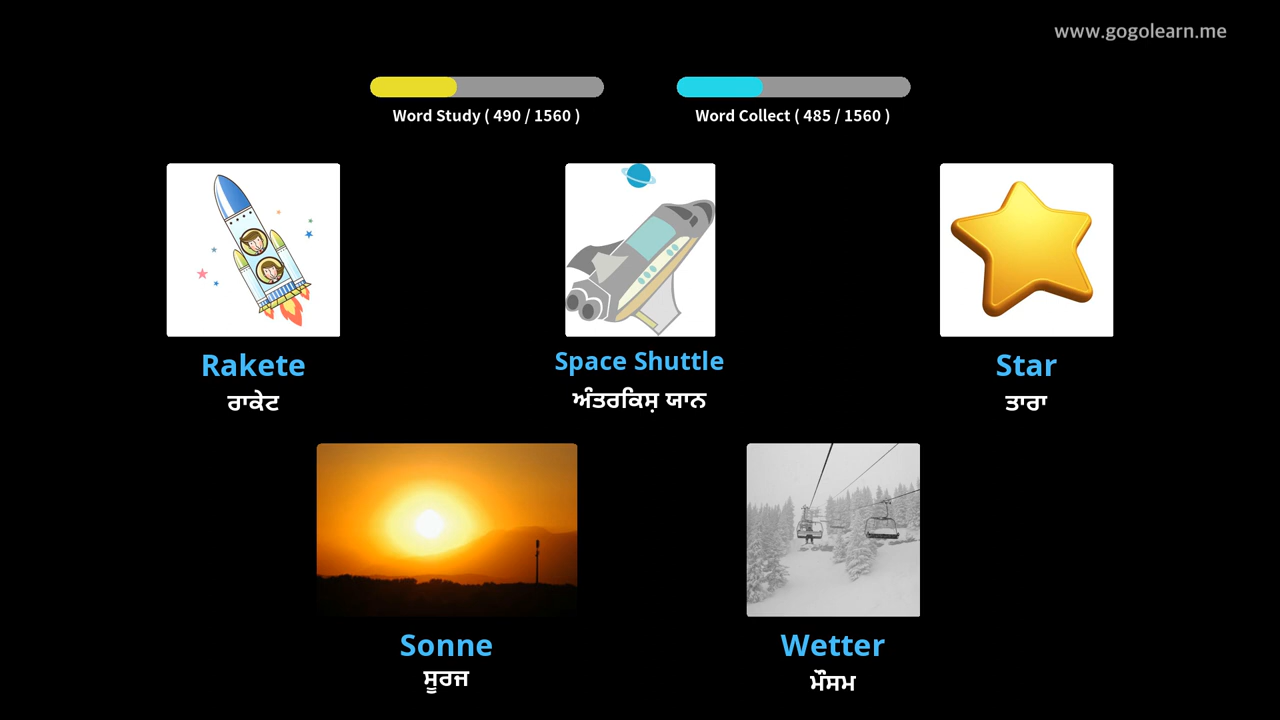 www.gogolearn.me
Word Study ( 490 / 1560 )
Word Collect ( 485 / 1560 )
Rakete
ਰਾਕੇਟ
Space Shuttle
ਅੰਤਰਕਿਸ਼ ਯਾਨ
Star
ਤਾਰਾ
Sonne
ਸੂਰਜ
Wetter
ਮੌਸਮ